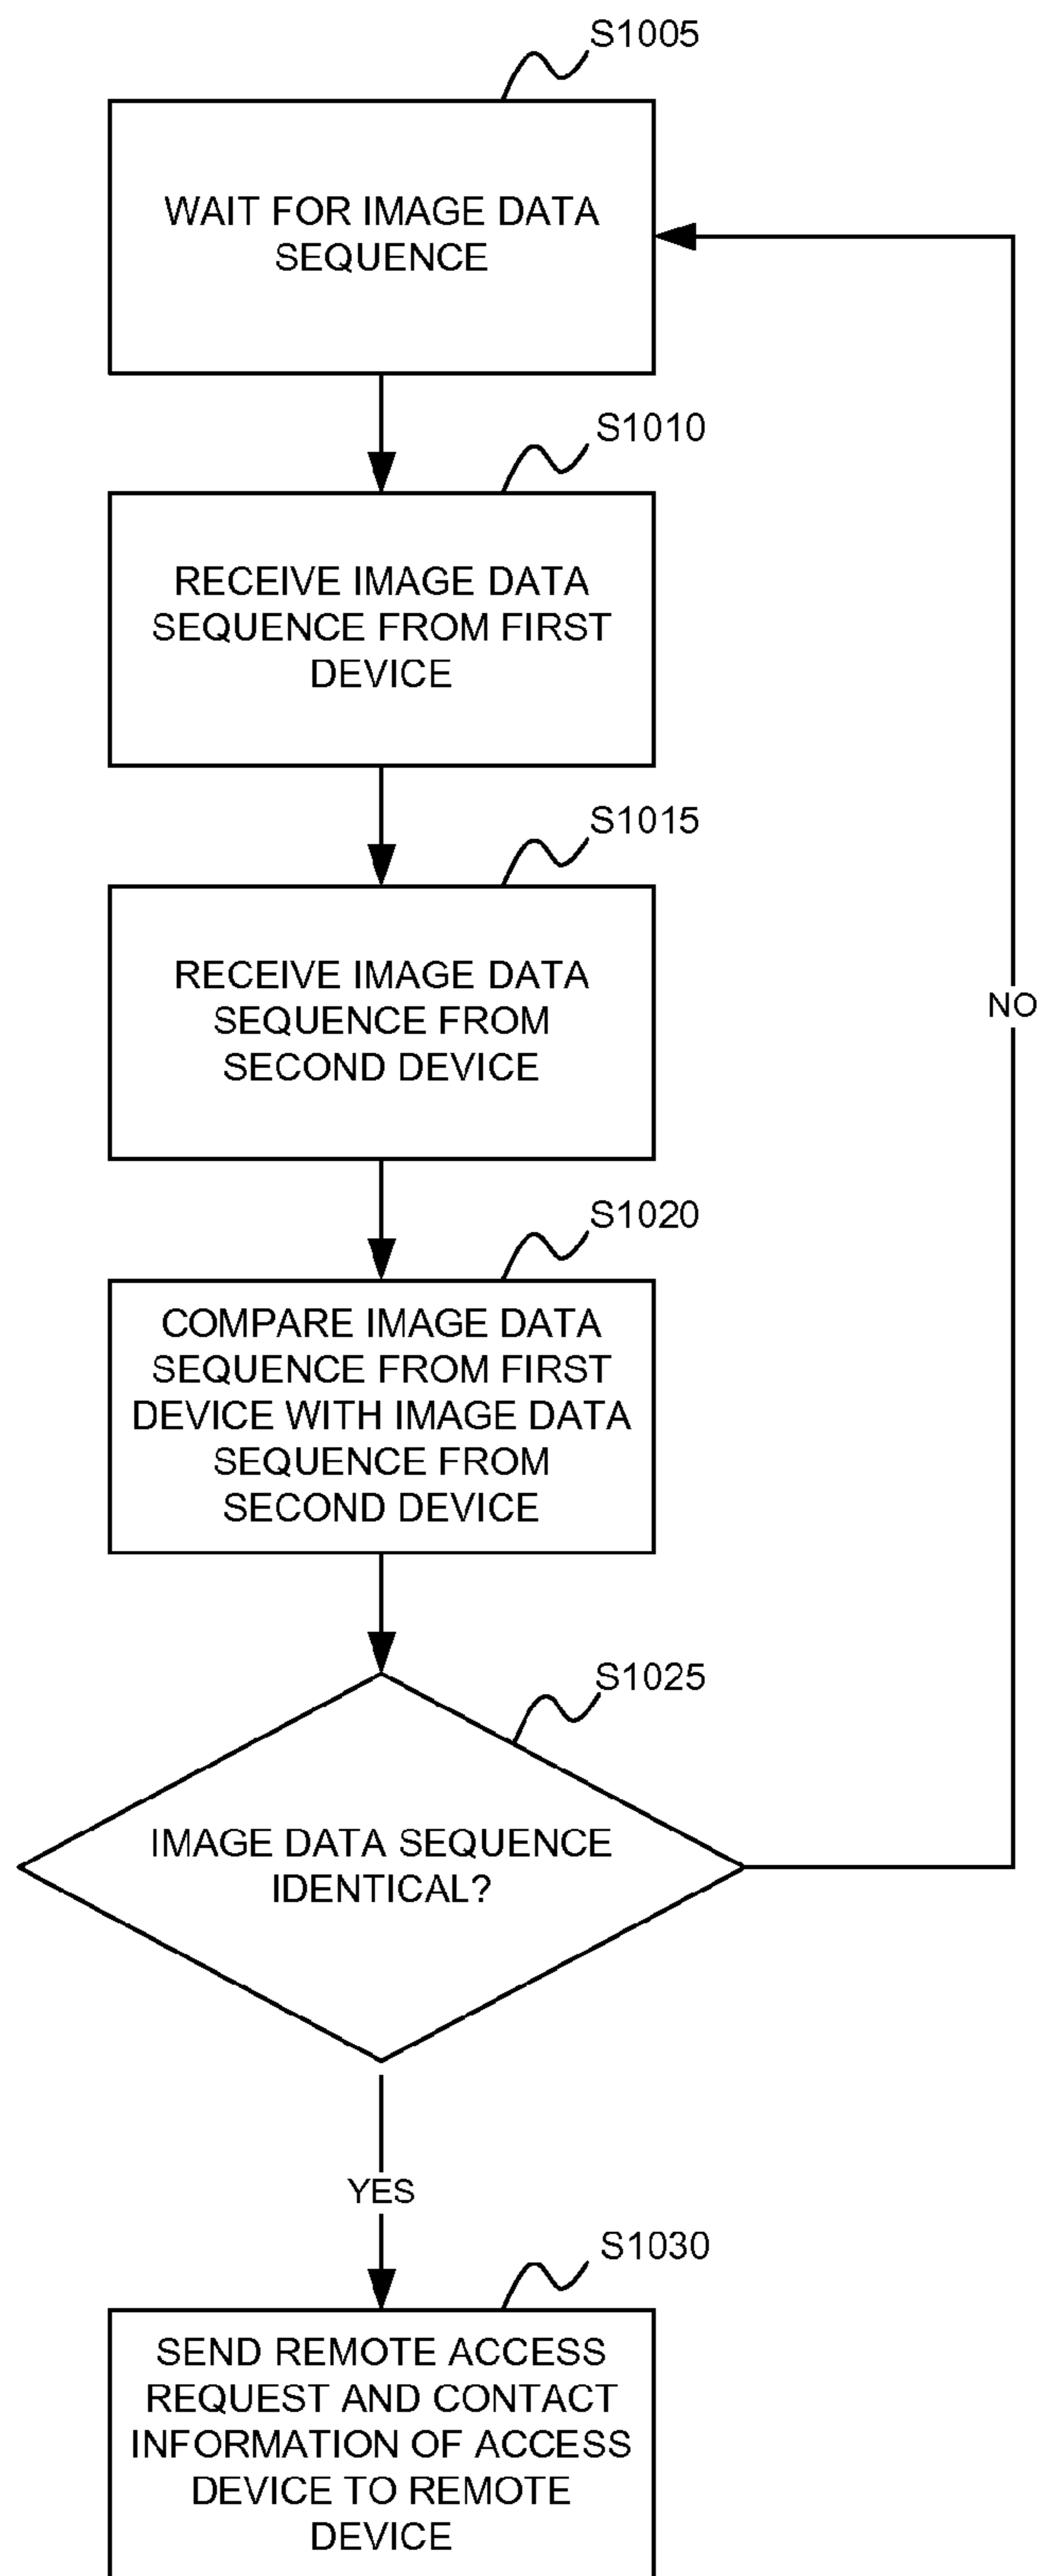 S1005
WAIT FOR IMAGE DATA
SEQUENCE
S1010
RECEIVE IMAGE DATA
SEQUENCE FROM FIRST
DEVICE
S1015
RECEIVE IMAGE DATA
SEQUENCE FROM
SECOND DEVICE
NO
S1020
COMPARE IMAGE DATA
SEQUENCE FROM FIRST
DEVICE WITH IMAGE DATA
SEQUENCE FROM
SECOND DEVICE
S1025
IMAGE DATA SEQUENCE
IDENTICAL?
YES
S1030
SEND REMOTE ACCESS
REQUEST AND CONTACT
INFORMATION OF ACCESS
DEVICE TO REMOTE
DEVICE